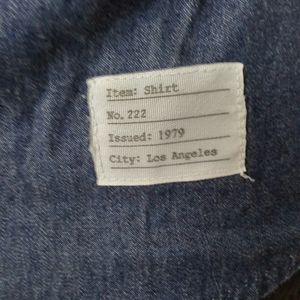 Item: Shirt
No. 222
Issued: 1979
City: Los Angeles